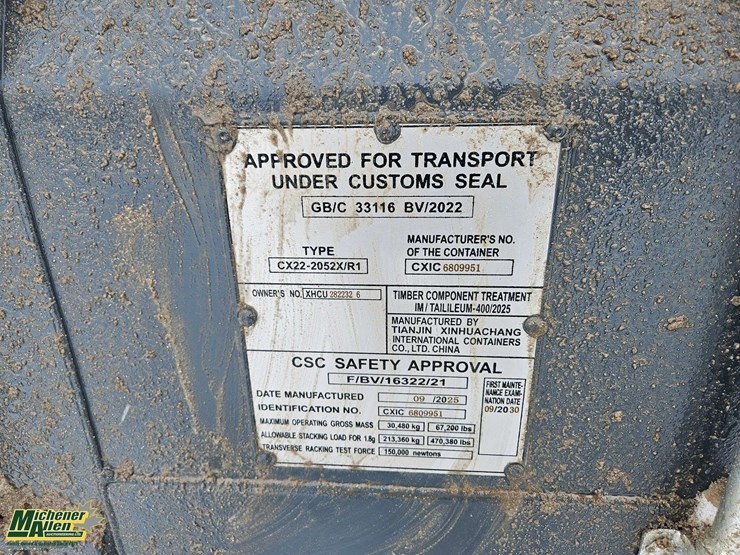 APPROVED FOR TRANSPORT
UNDER CUSTOMS SEAL
GB/C 33116 BV/2022
TYPE
CX22-2052X/R1
MANUFACTURER'S NO.
OF THE CONTAINER
CXIC 6809951
OWNER'S NO. XHCU 282232 6
TIMBER COMPONENT TREATMENT
IM / TAILILEUM-400/2025
MANUFACTURED BY
TIANJIN XINHUACHANG
INTERNATIONAL CONTAINERS
CO., LTD. CHINA
CSC SAFETY APPROVAL
F/BV/16322/21
DATE MANUFACTURED 09 /2025
IDENTIFICATION NO. CXIC 6809951
MAXIMUM OPERATING GROSS MASS 30,480 kg 67,200 lbs
ALLOWABLE STACKING LOAD FOR 1.8g 213,360 kg 470,380 lbs
TRANSVERSE RACKING TEST FORCE 150,000 newtons
FIRST MAINTE-
NANCE EXAMI-
NATION DATE
09/2030
Michener
Allen
AUCTIONEERING LTD.